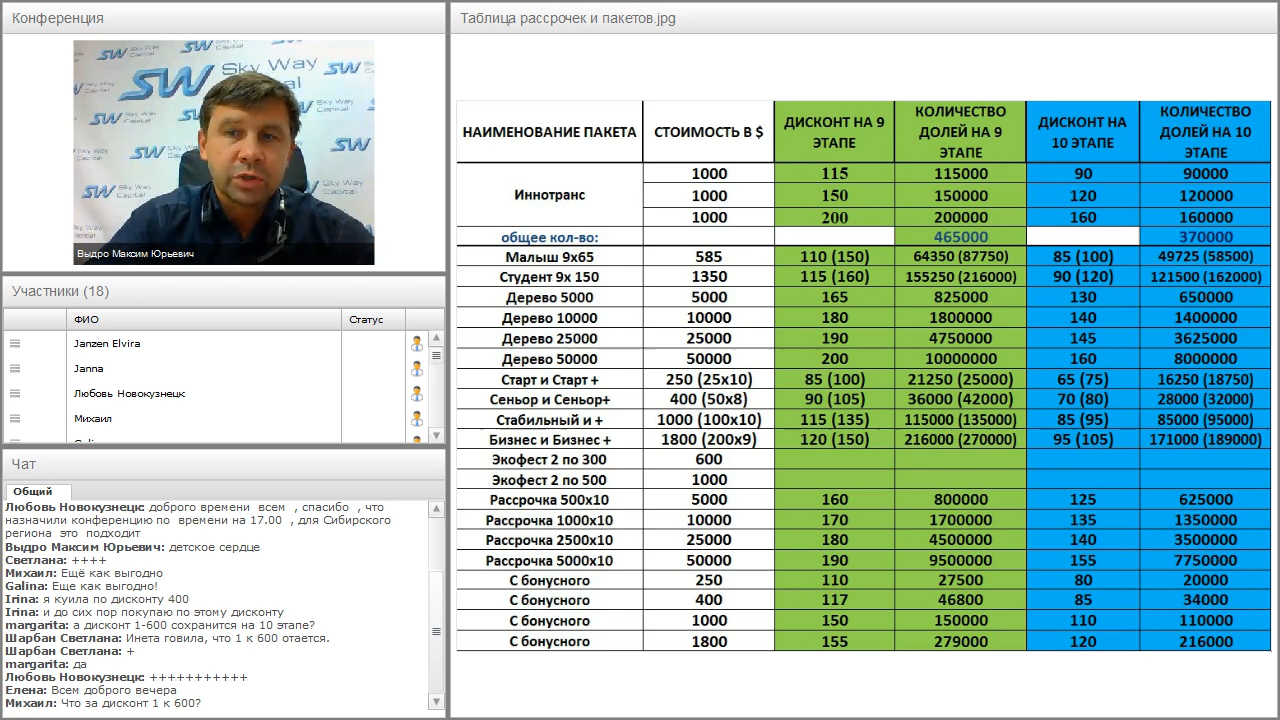 Конференция
SW
Sky Way
Capital
Выдро Максим Юрьевич
Участники (18)
ФИО Статус
Janzen Elvira
Janna
Любовь Новокузнецк
Михаил
Чат
Общий
Любовь Новокузнецк: доброго времени всем , спасибо , что
назначили конференцию по времени на 17.00 , для Сибирского
региона это подходит
Выдро Максим Юрьевич: детское сердце
Светлана: ++++
Михаил: Ещё как выгодно
Galina: Еще как выгодно!
Irina: я куила по дисконту 400
Irina: и до сих пор покупаю по этому дисконту
margarita: а дисконт 1-600 сохранится на 10 этапе?
Шарбан Светлана: Инета говила, что 1 к 600 отается.
Шарбан Светлана: +
margarita: да
Любовь Новокузнецк: +++++++++++
Елена: Всем доброго вечера
Михаил: Что за дисконт 1 к 600?
Таблица рассрочек и пакетов.jpg
НАИМЕНОВАНИЕ ПАКЕТА СТОИМОСТЬ В $ ДИСКОНТ НА 9 ЭТАПЕ КОЛИЧЕСТВО ДОЛЕЙ НА 9 ЭТАПЕ ДИСКОНТ НА 10 ЭТАПЕ КОЛИЧЕСТВО ДОЛЕЙ НА 10 ЭТАПЕ
Иннотранс 1000 115 115000 90 90000
1000 150 150000 120 120000
1000 200 200000 160 160000
общее кол-во: 465000 370000
Малыш 9х65 585 110 (150) 64350 (87750) 85 (100) 49725 (58500)
Студент 9х 150 1350 115 (160) 155250 (216000) 90 (120) 121500 (162000)
Дерево 5000 5000 165 825000 130 650000
Дерево 10000 10000 180 1800000 140 1400000
Дерево 25000 25000 190 4750000 145 3625000
Дерево 50000 50000 200 10000000 160 8000000
Старт и Старт + 250 (25х10) 85 (100) 21250 (25000) 65 (75) 16250 (18750)
Сеньор и Сеньор+ 400 (50х8) 90 (105) 36000 (42000) 70 (80) 28000 (32000)
Стабильный и + 1000 (100х10) 115 (135) 115000 (135000) 85 (95) 85000 (95000)
Бизнес и Бизнес + 1800 (200х9) 120 (150) 216000 (270000) 95 (105) 171000 (189000)
Экофест 2 по 300 600
Экофест 2 по 500 1000
Рассрочка 500х10 5000 160 800000 125 625000
Рассрочка 1000х10 10000 170 1700000 135 1350000
Рассрочка 2500х10 25000 180 4500000 140 3500000
Рассрочка 5000х10 50000 190 9500000 155 7750000
С бонусного 250 110 27500 80 20000
С бонусного 400 117 46800 85 34000
С бонусного 1000 150 150000 110 110000
С бонусного 1800 155 279000 120 216000